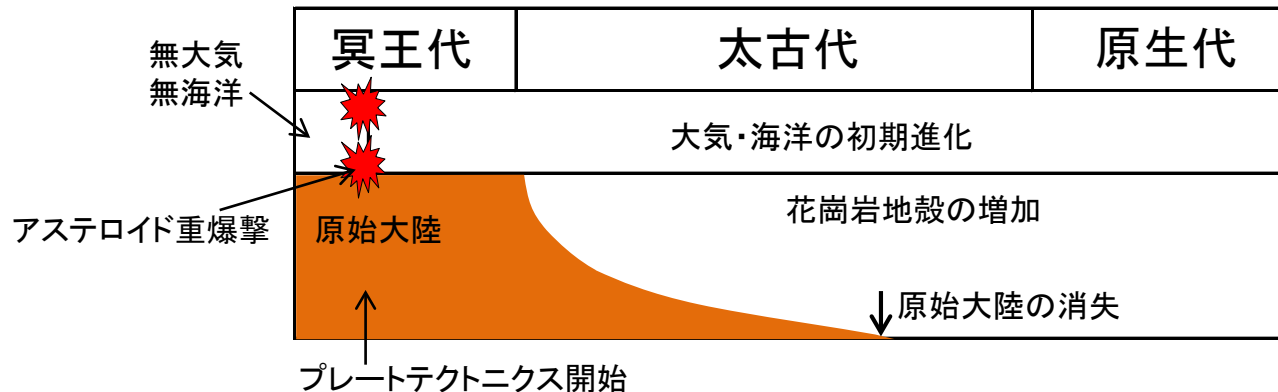 冥王代
太古代
原生代
無大気
無海洋
大気・海洋の初期進化
アステロイド重爆撃
原始大陸
花崗岩地殻の増加
原始大陸の消失
プレートテクトニクス開始